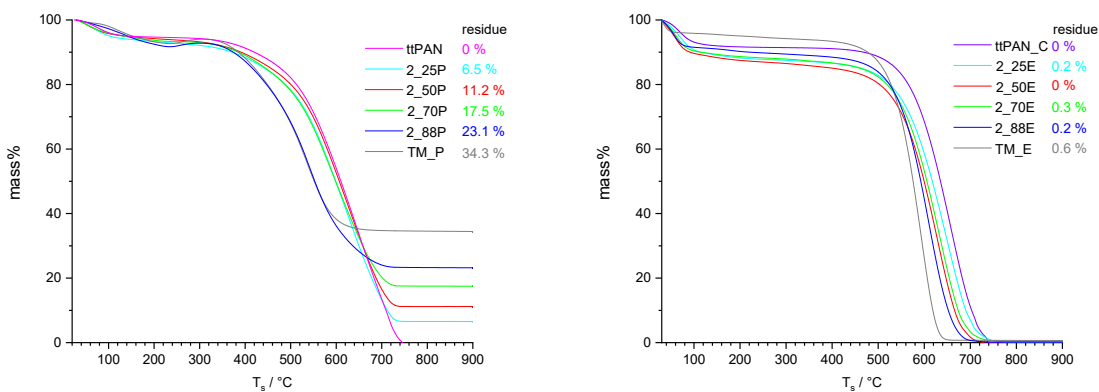 residue
ttPAN 0 %
2_25P 6.5 %
2_50P 11.2 %
2_70P 17.5 %
2_88P 23.1 %
TM_P 34.3 %
100
80
60
40
20
0
mass%
100 200 300 400 500 600 700 800 900
Ts / °C
residue
ttPAN_C 0 %
2_25E 0.2 %
2_50E 0 %
2_70E 0.3 %
2_88E 0.2 %
TM_E 0.6 %
100
80
60
40
20
0
mass%
100 200 300 400 500 600 700 800 900
Ts / °C